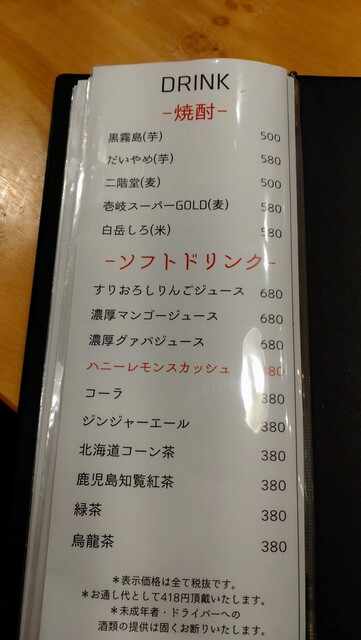 DRINK
-焼酎-
黒霧島(芋) 500
だいやめ(芋) 580
二階堂(麦) 500
壱岐スーパーGOLD(麦) 580
白岳しろ(米) 580
-ソフトドリンク-
すりおろしりんごジュース 680
濃厚マンゴージュース 680
濃厚グァバジュース 680
ハニーレモンスカッシュ
コーラ 380
ジンジャーエール 380
北海道コーン茶 380
鹿児島知覧紅茶 380
緑茶 380
烏龍茶 380
*表示価格は全て税抜です。
*お通し代として418円頂戴いたします。
*未成年者・ドライバーへの
酒類の提供は固くお断りいたします。